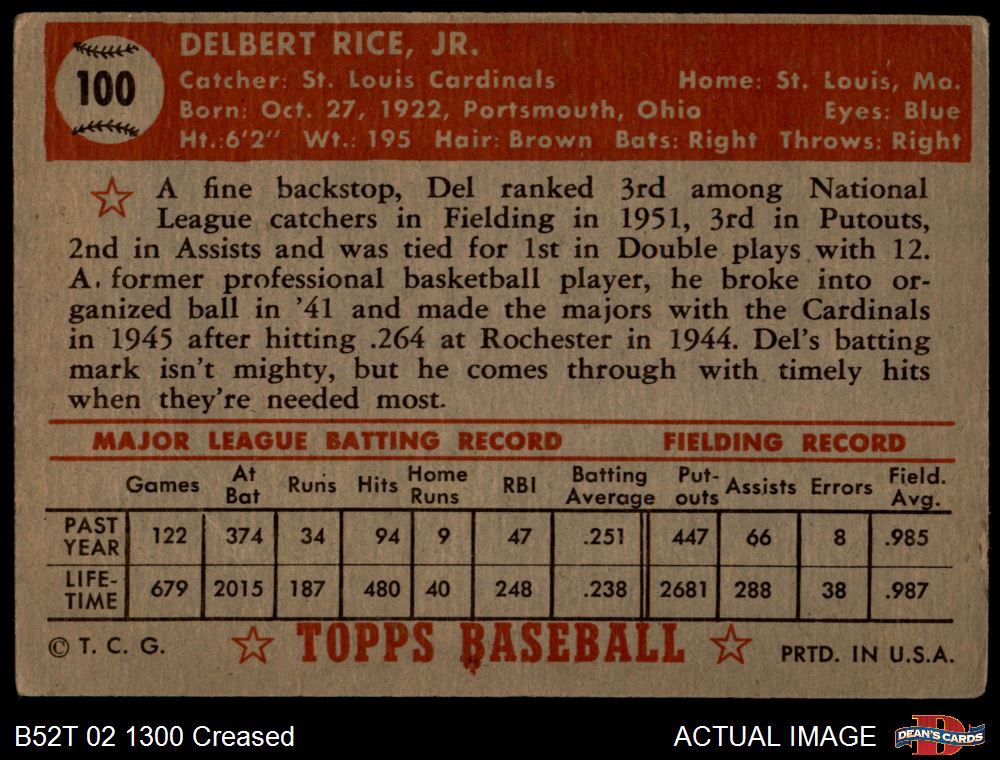 100
DELBERT RICE, JR.
Catcher: St. Louis Cardinals Home: St. Louis, Mo.
Born: Oct. 27, 1922, Portsmouth, Ohio Eyes: Blue
Ht.:6'2" Wt.: 195 Hair: Brown Bats: Right Throws: Right
A fine backstop, Del ranked 3rd among National
League catchers in Fielding in 1951, 3rd in Putouts,
2nd in Assists and was tied for 1st in Double plays with 12.
A former professional basketball player, he broke into or-
ganized ball in '41 and made the majors with the Cardinals
in 1945 after hitting .264 at Rochester in 1944. Del's batting
mark isn't mighty, but he comes through with timely hits
when they're needed most.
MAJOR LEAGUE BATTING RECORD FIELDING RECORD
Games At Bat Runs Hits Home Runs RBI Batting Average Put-outs Assists Errors Field. Avg.
PAST YEAR 122 374 34 94 9 47 .251 447 66 8 .985
LIFE-TIME 679 2015 187 480 40 248 .238 2681 288 38 .987
© T. C. G. TOPPS BASEBALL PRTD. IN U.S.A.
B52T 02 1300 Creased ACTUAL IMAGE DEAN'S CARDS